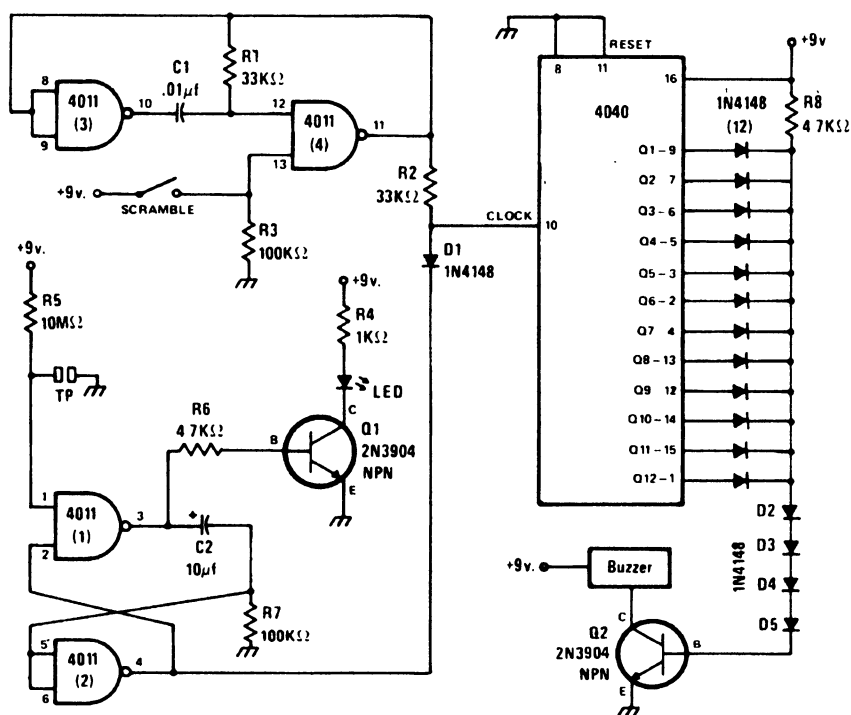 R1
33KΩ
C1
.01µf
8
9
4011
(3)
10
12
13
4011
(4)
11
+9v.
SCRAMBLE
R3
100KΩ
R2
33KΩ
D1
1N4148
CLOCK
10
RESET
8
11
16
4040
+9v
1N4148
(12)
R8
4.7KΩ
Q1-9
Q2 7
Q3-6
Q4-5
Q5-3
Q6-2
Q7 4
Q8-13
Q9 12
Q10-14
Q11-15
Q12-1
+9v.
R5
10MΩ
TP
+9v.
R4
1KΩ
LED
R6
4 7KΩ
B
C
E
Q1
2N3904
NPN
1
2
4011
(1)
3
+
C2
10µf
R7
100KΩ
5
6
4011
(2)
4
D2
D3
D4
D5
1N4148
+9v.
Buzzer
C
B
E
Q2
2N3904
NPN